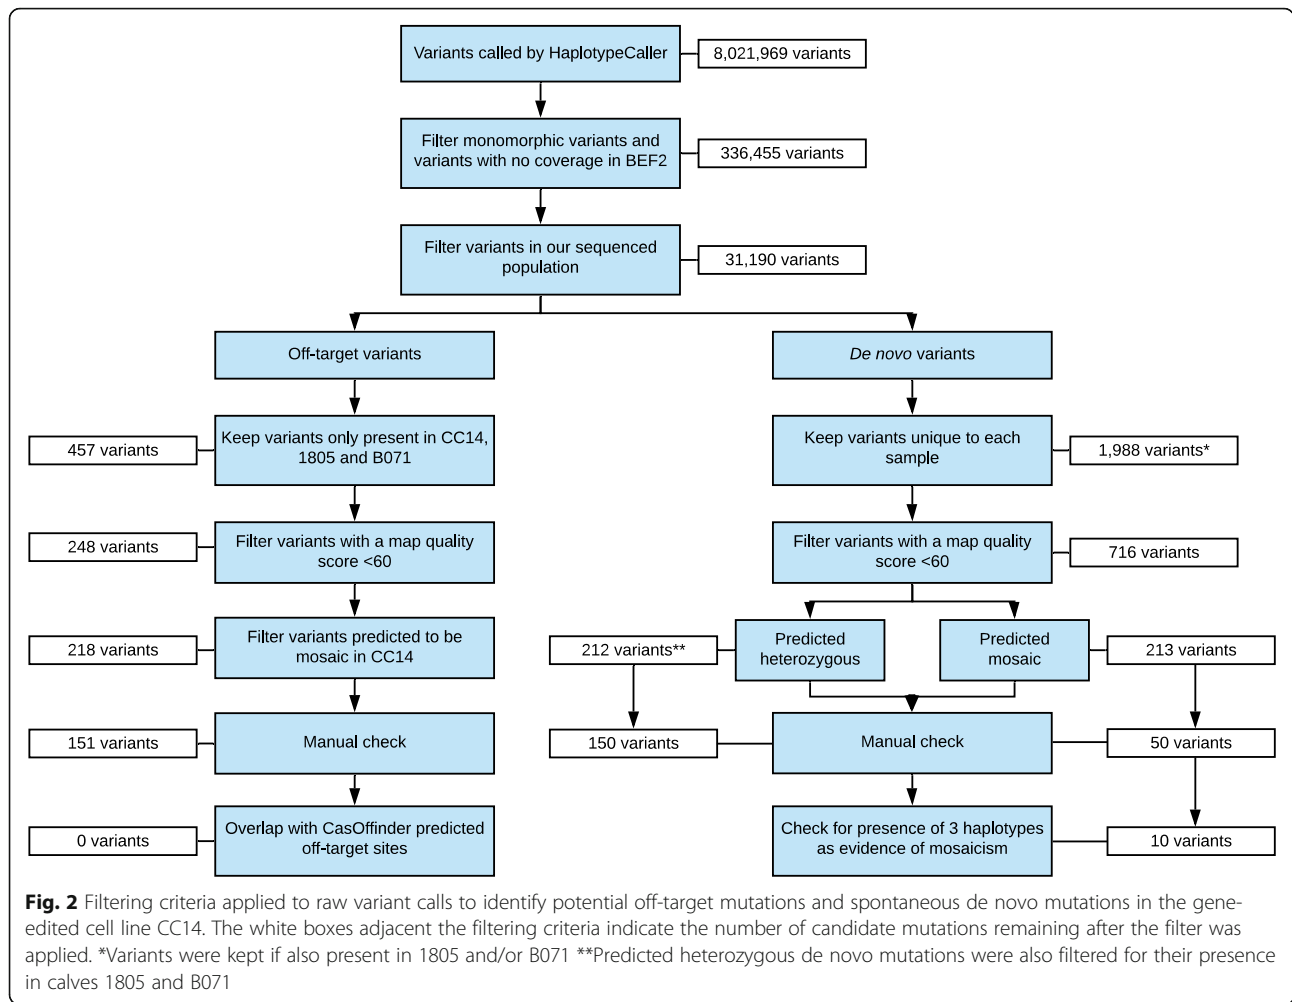 Variants called by HaplotypeCaller
8,021,969 variants
Filter monomorphic variants and
variants with no coverage in BEF2
336,455 variants
Filter variants in our sequenced
population
31,190 variants
Off-target variants
De novo variants
457 variants
Keep variants only present in CC14,
1805 and B071
Keep variants unique to each
sample
1,988 variants*
248 variants
Filter variants with a map quality
score <60
Filter variants with a map quality
score <60
716 variants
218 variants
Filter variants predicted to be
mosaic in CC14
212 variants**
Predicted
heterozygous
Predicted
mosaic
213 variants
151 variants
Manual check
150 variants
Manual check
50 variants
0 variants
Overlap with CasOffinder predicted
off-target sites
Check for presence of 3 haplotypes
as evidence of mosaicism
10 variants
Fig. 2 Filtering criteria applied to raw variant calls to identify potential off-target mutations and spontaneous de novo mutations in the gene-
edited cell line CC14. The white boxes adjacent the filtering criteria indicate the number of candidate mutations remaining after the filter was
applied. *Variants were kept if also present in 1805 and/or B071 **Predicted heterozygous de novo mutations were also filtered for their presence
in calves 1805 and B071